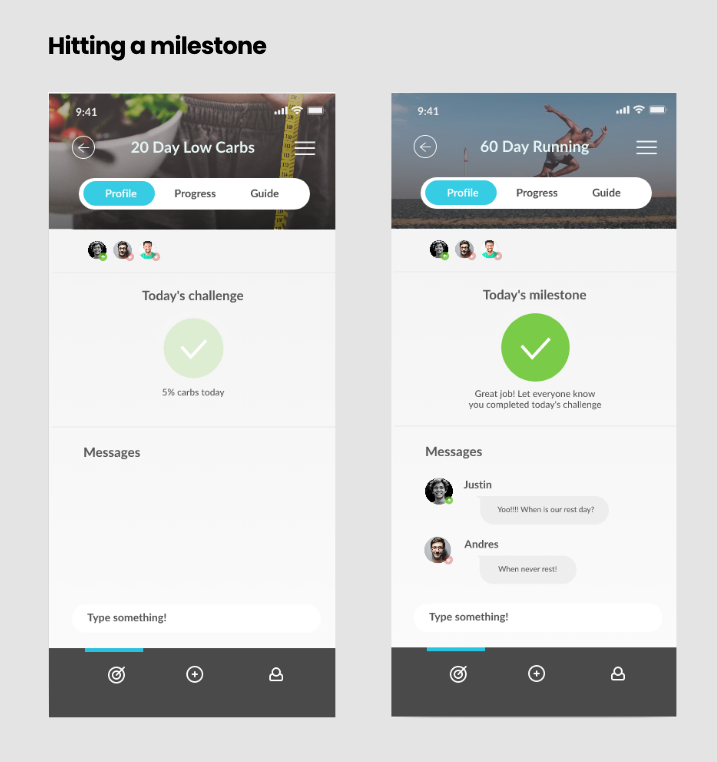 Hitting a milestone
9:41
20 Day Low Carbs
Profile Progress Guide
Today's challenge
5% carbs today
Messages
Type something!
9:41
60 Day Running
Profile Progress Guide
Today's milestone
Great job! Let everyone know
you completed today's challenge
Messages
Justin
Yoo!!!! When is our rest day?
Andres
When never rest!
Type something!